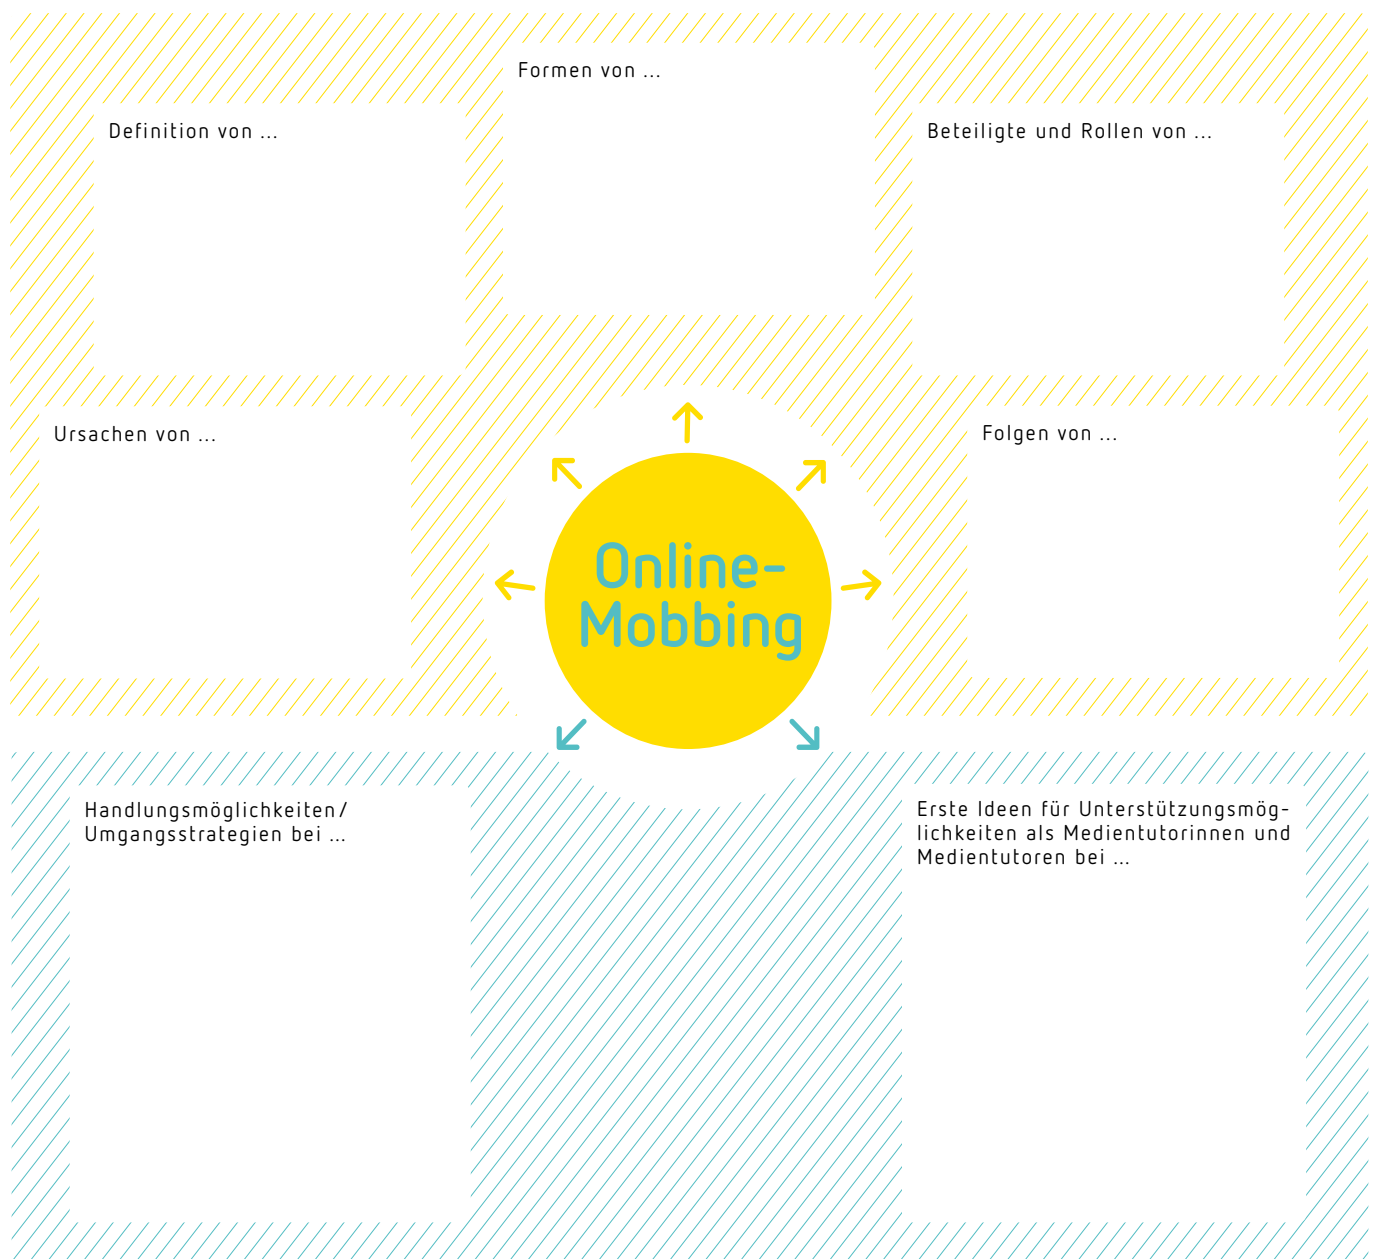 Formen von ...
Definition von ...
Beteiligte und Rollen von ...
Ursachen von ...
Folgen von ...
Online-
Mobbing
Handlungsmöglichkeiten/
Umgangsstrategien bei ...
Erste Ideen für Unterstützungsmög-
lichkeiten als Medientutorinnen und
Medientutoren bei ...